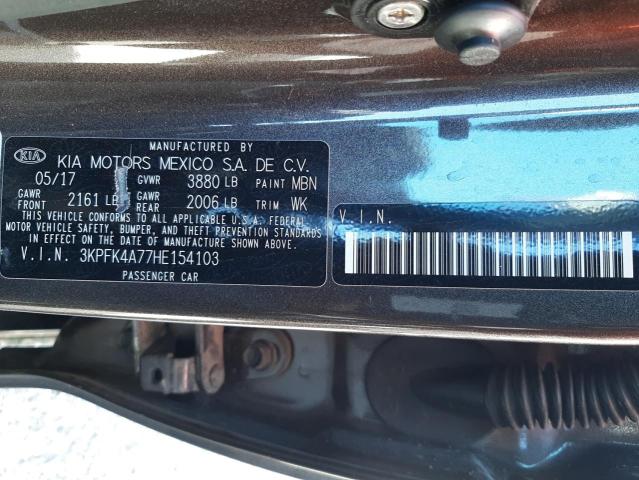 MANUFACTURED BY
KIA KIA MOTORS MEXICO S.A. DE C.V.
05/17 GVWR 3880 LB PAINT MBN
GAWR FRONT 2161 LB GAWR REAR 2006 LB TRIM WK
THIS VEHICLE CONFORMS TO ALL APPLICABLE U.S.A. FEDERAL
MOTOR VEHICLE SAFETY, BUMPER, AND THEFT PREVENTION STANDARDS
IN EFFECT ON THE DATE OF MANUFACTURE SHOWN ABOVE.
V.I.N. 3KPFK4A77HE154103
PASSENGER CAR
V.I.N.